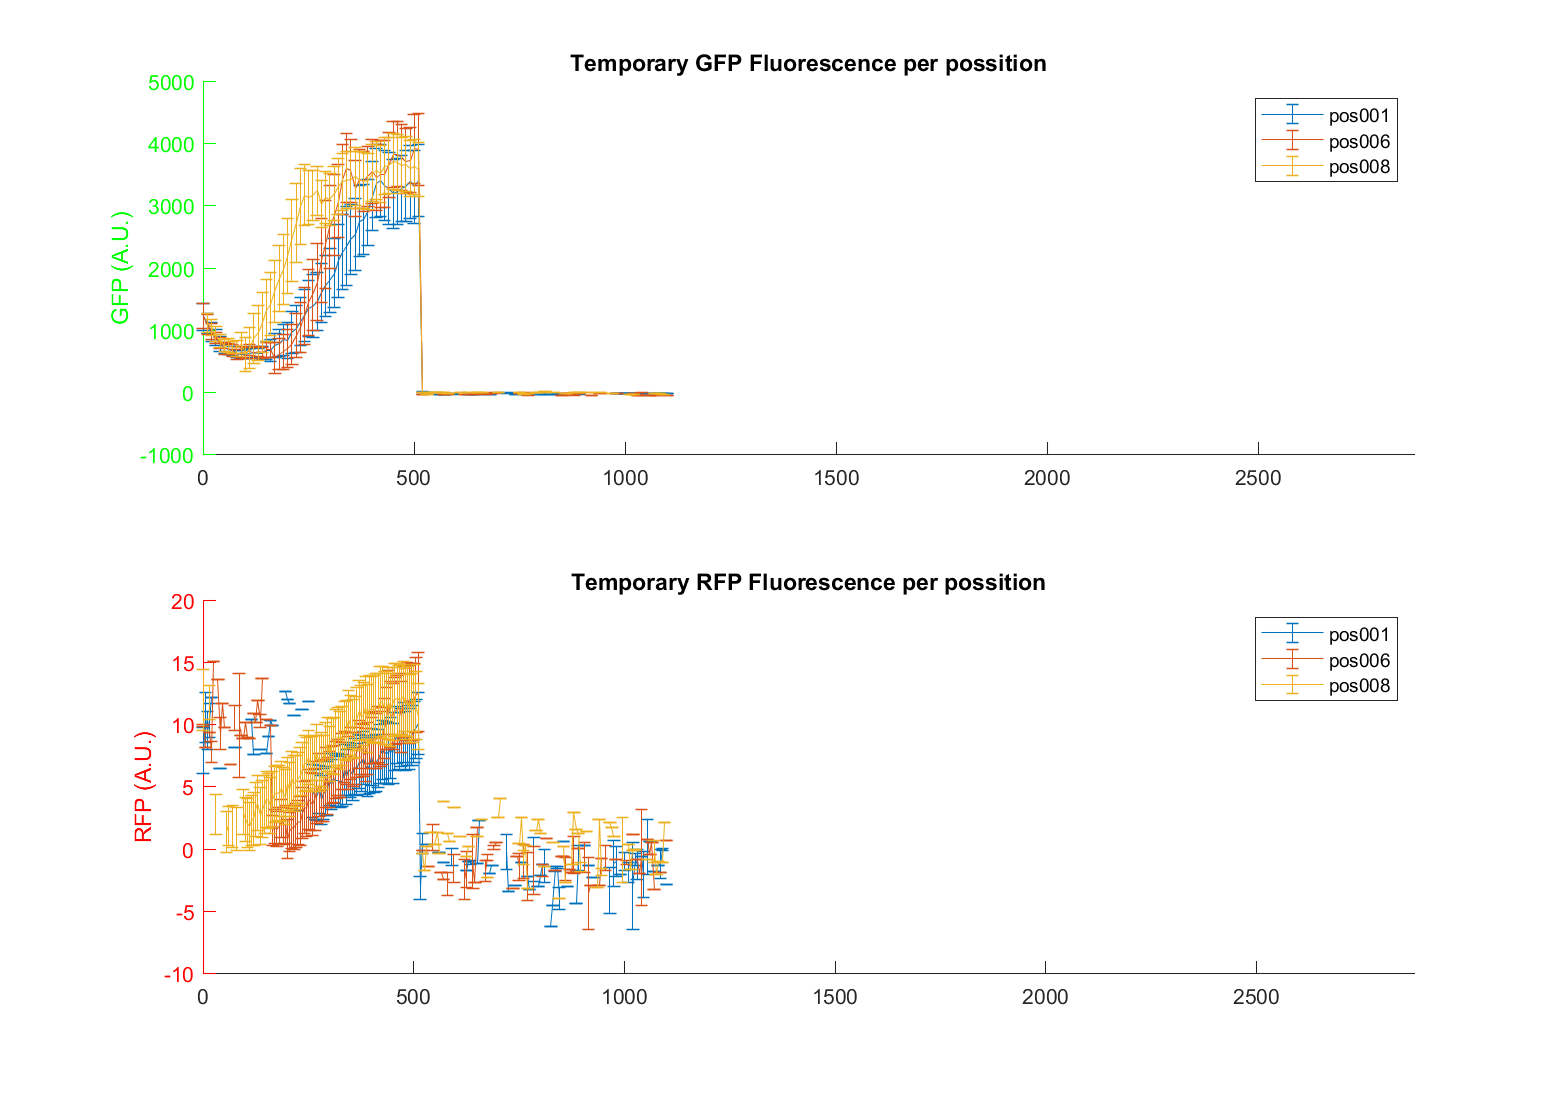 Temporary GFP Fluorescence per possition
5000
4000
3000
2000
1000
0
-1000
GFP (A.U.)
pos001
pos006
pos008
0 500 1000 1500 2000 2500
Temporary RFP Fluorescence per possition
20
15
10
5
0
-5
-10
RFP (A.U.)
pos001
pos006
pos008
0 500 1000 1500 2000 2500